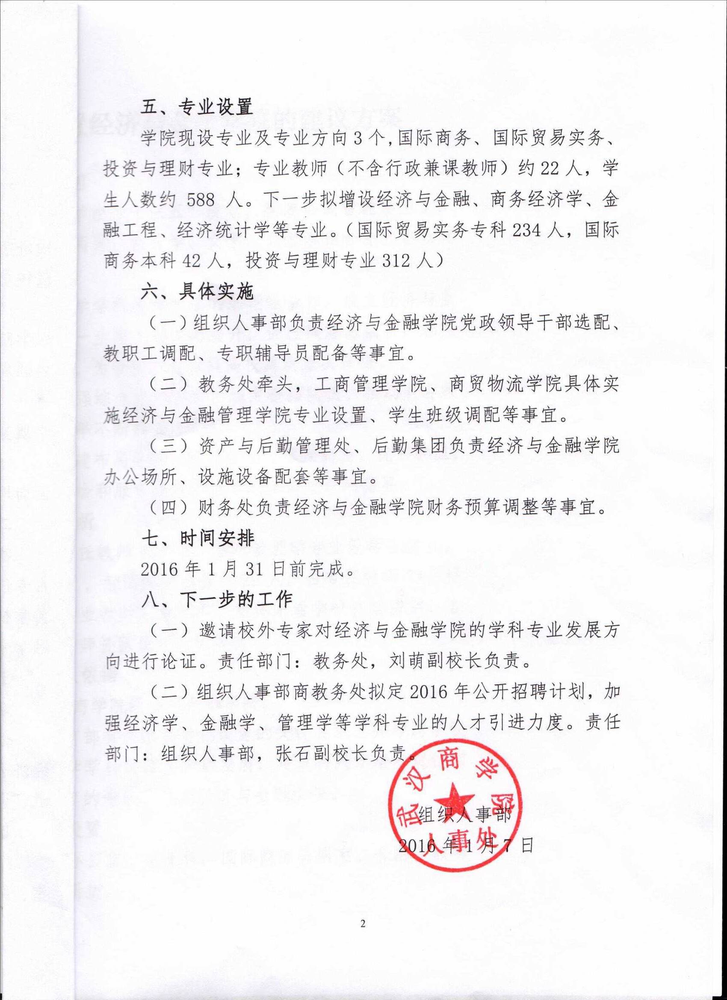 五、专业设置
学院现设专业及专业方向3个,国际商务、国际贸易实务、
投资与理财专业；专业教师（不含行政兼课教师）约22人，学
生人数约 588 人。下一步拟增设经济与金融、商务经济学、金
融工程、经济统计学等专业。（国际贸易实务专科234人，国际
商务本科42人，投资与理财专业312人）
六、具体实施
（一）组织人事部负责经济与金融学院党政领导干部选配、
教职工调配、专职辅导员配备等事宜。
（二）教务处牵头，工商管理学院、商贸物流学院具体实
施经济与金融管理学院专业设置、学生班级调配等事宜。
（三）资产与后勤管理处、后勤集团负责经济与金融学院
办公场所、设施设备配套等事宜。
（四）财务处负责经济与金融学院财务预算调整等事宜。
七、时间安排
2016年1月31日前完成。
八、下一步的工作
（一）邀请校外专家对经济与金融学院的学科专业发展方
向进行论证。责任部门：教务处，刘萌副校长负责。
（二）组织人事部商教务处拟定2016年公开招聘计划，加
强经济学、金融学、管理学等学科专业的人才引进力度。责任
部门：组织人事部，张石副校长负责。
武汉商学院
组织人事部
人事处
2016年1月7日
2